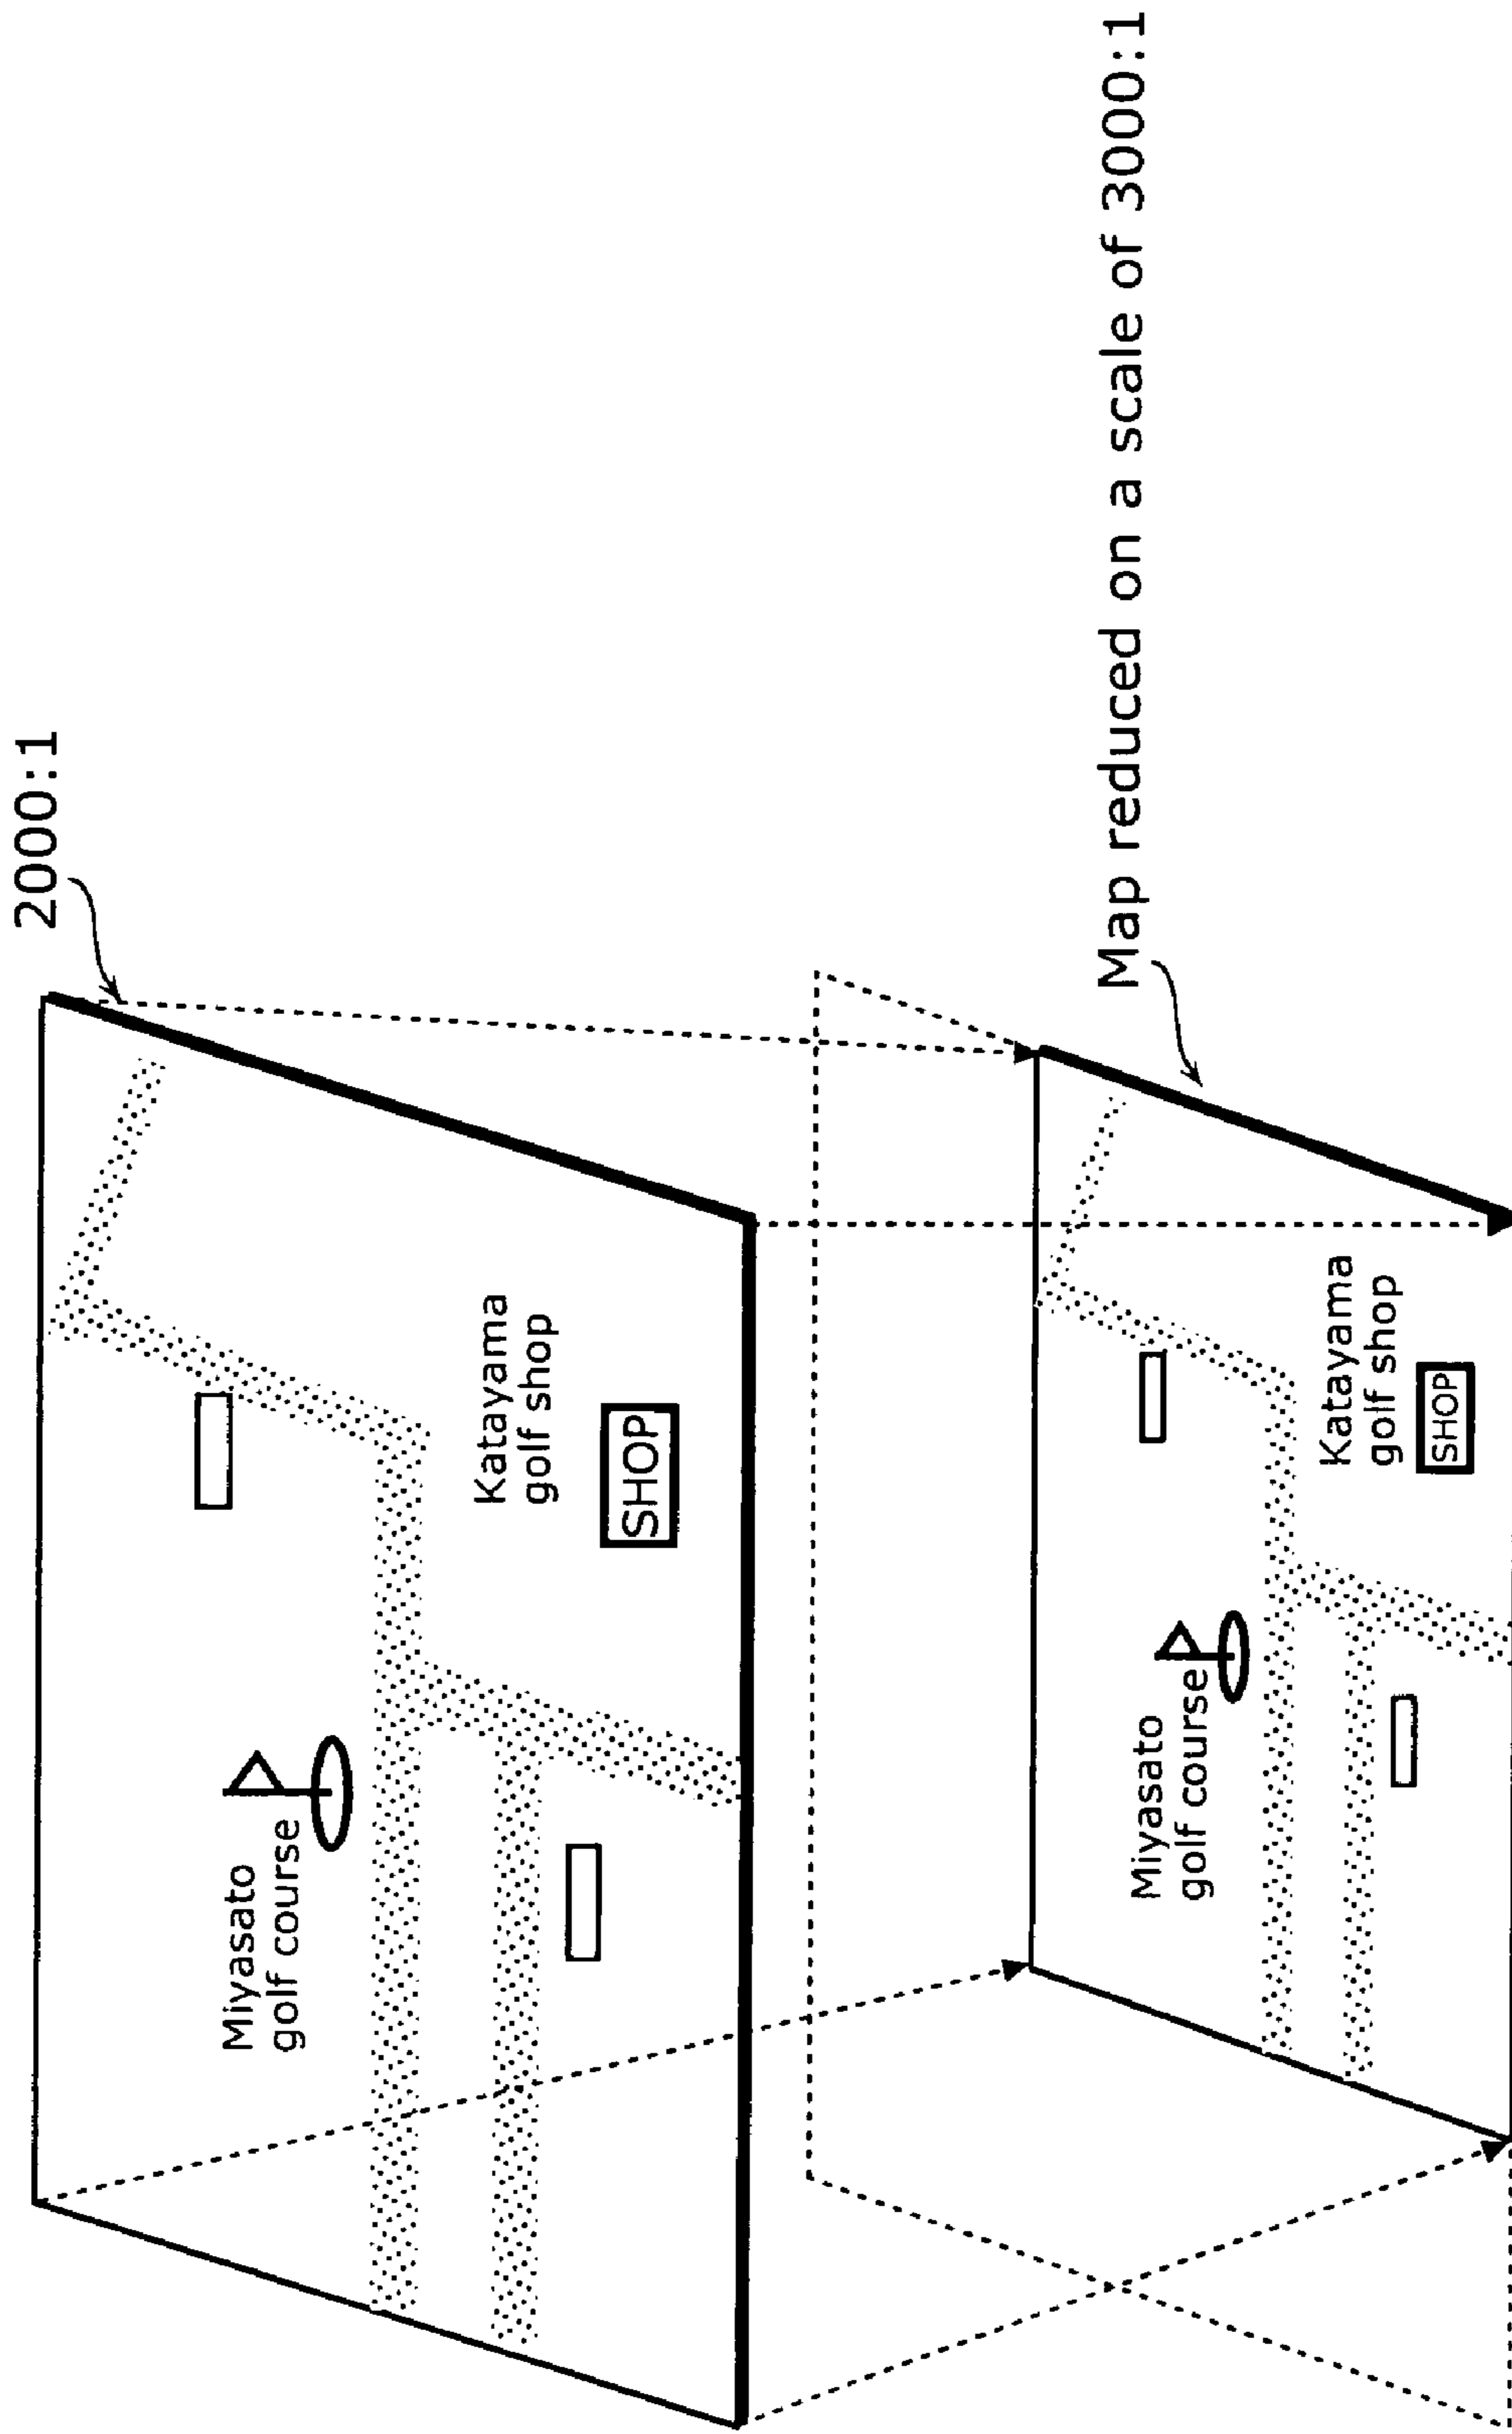 2000:1
Miyasato
golf course
Katayama
golf shop
SHOP
Map reduced on a scale of 3000:1
Miyasato
golf course
Katayama
golf shop
SHOP